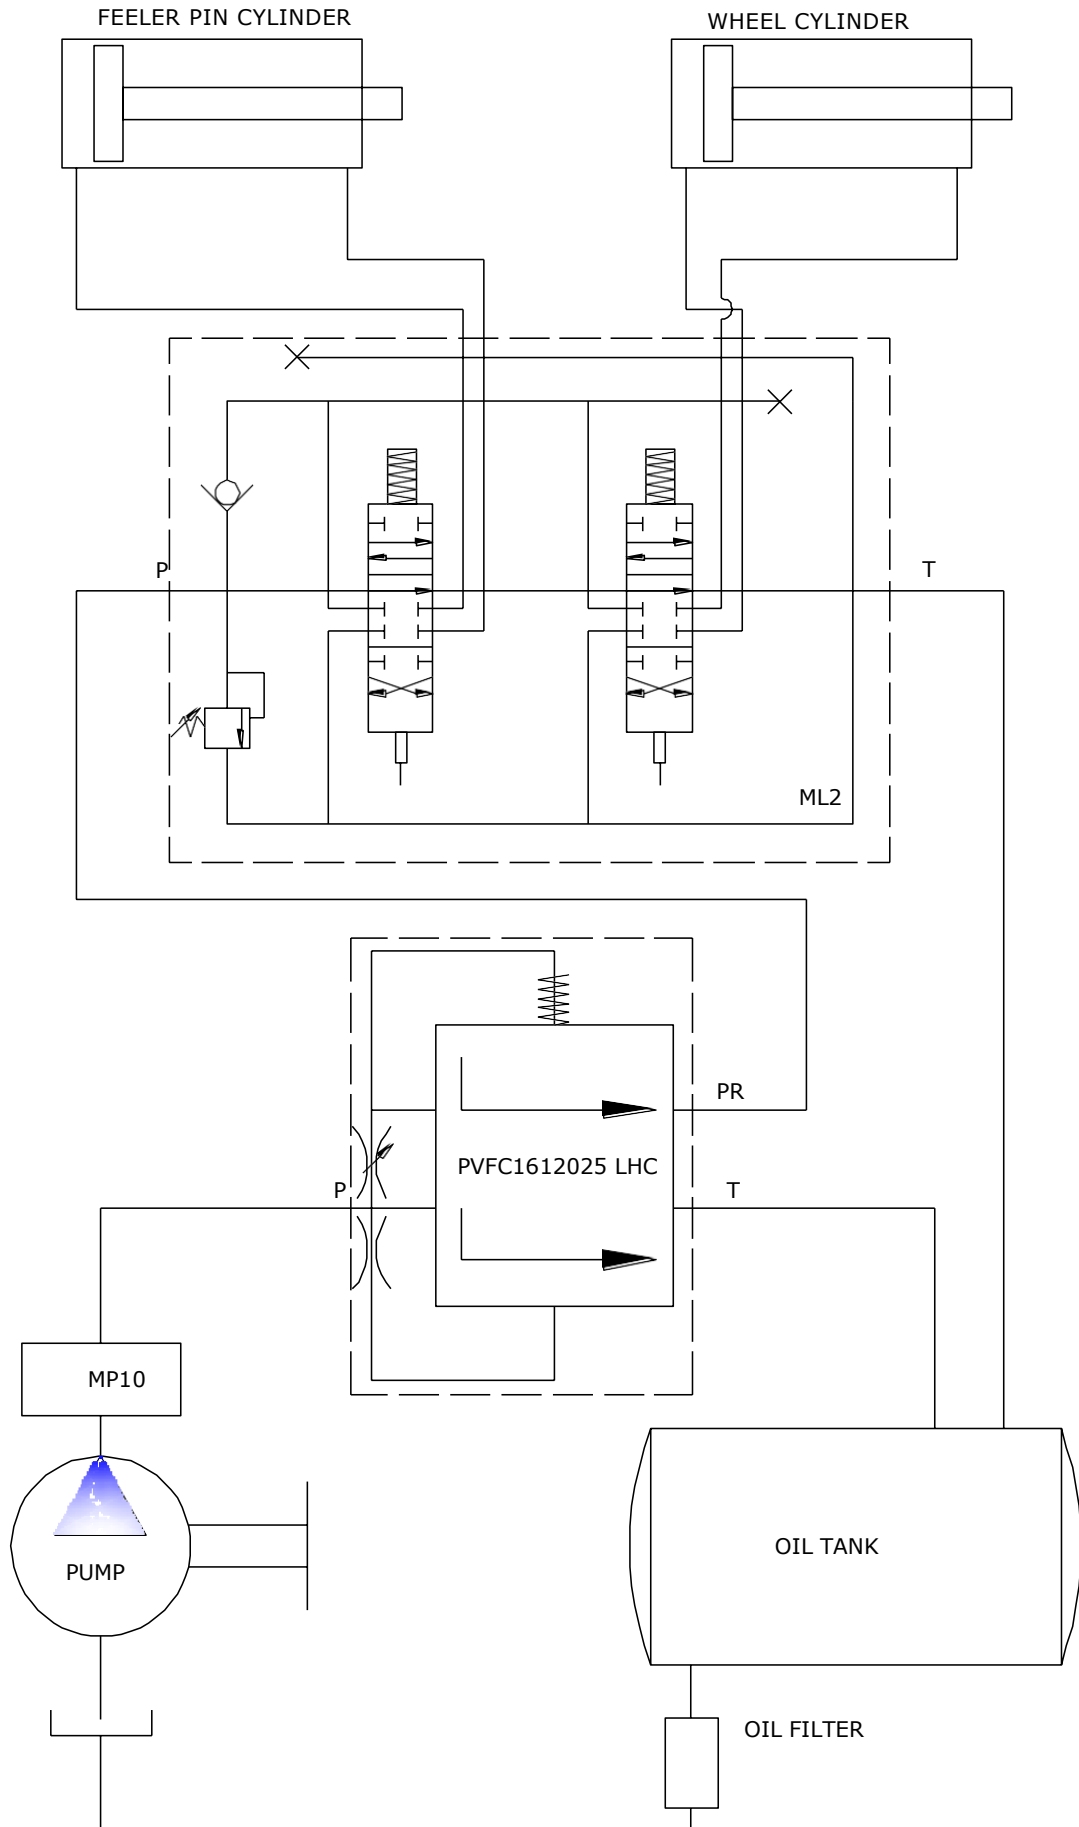 FEELER PIN CYLINDER
WHEEL CYLINDER
P
T
ML2
PR
PVFC1612025 LHC
P
T
MP10
PUMP
OIL TANK
OIL FILTER